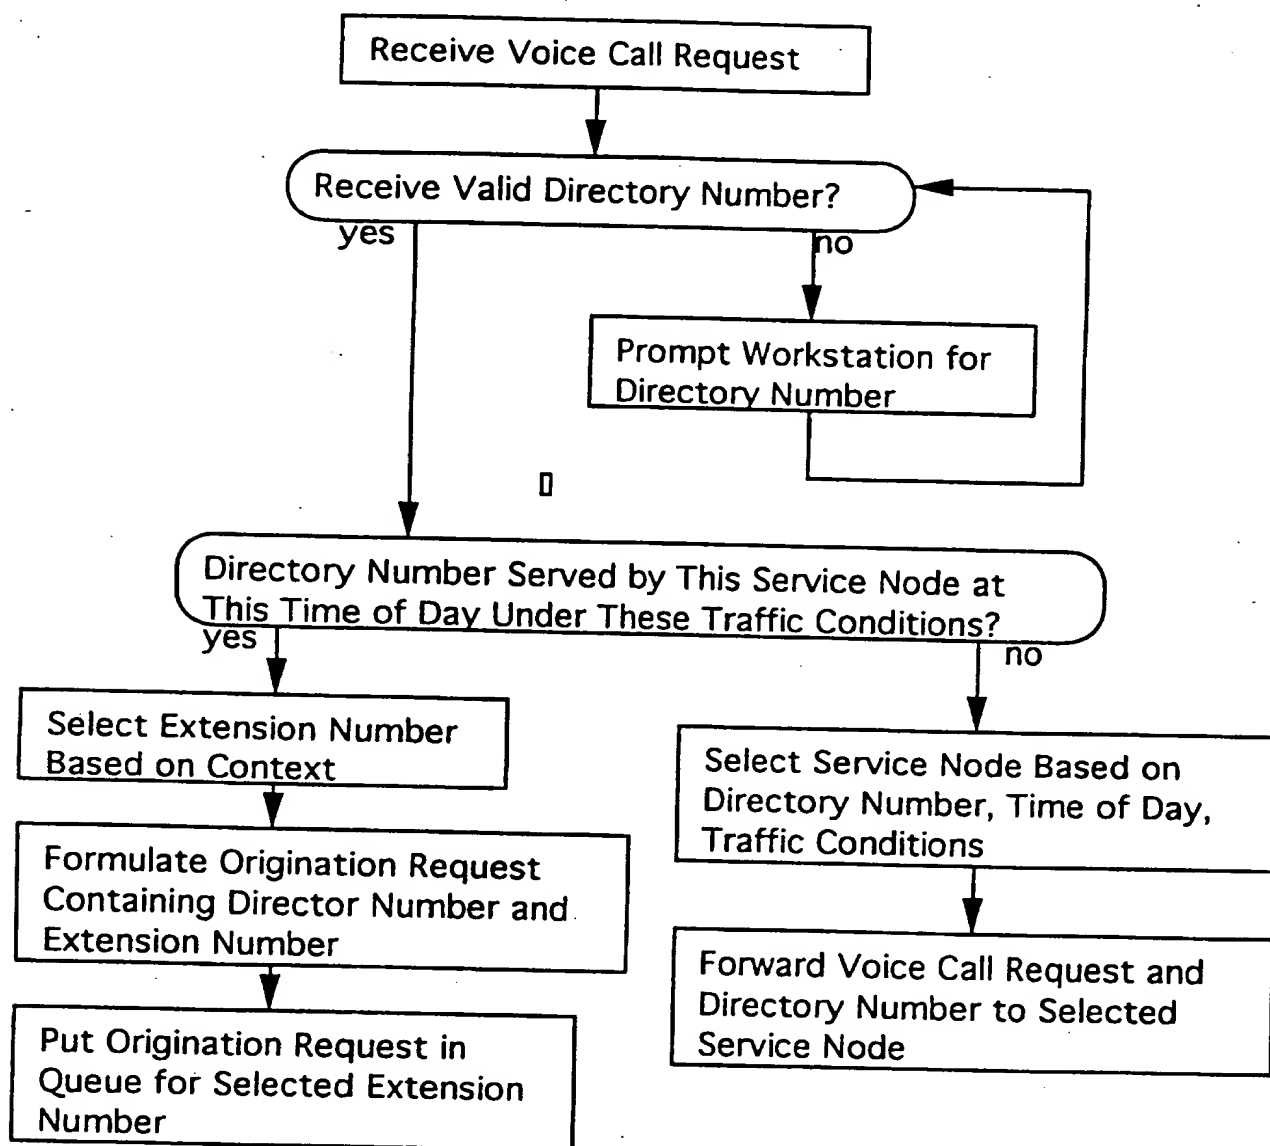 Receive Voice Call Request
Receive Valid Directory Number?
yes
no
Prompt Workstation for
Directory Number
Directory Number Served by This Service Node at
This Time of Day Under These Traffic Conditions?
yes
no
Select Extension Number
Based on Context
Select Service Node Based on
Directory Number, Time of Day,
Traffic Conditions
Formulate Origination Request
Containing Director Number and
Extension Number
Forward Voice Call Request and
Directory Number to Selected
Service Node
Put Origination Request in
Queue for Selected Extension
Number